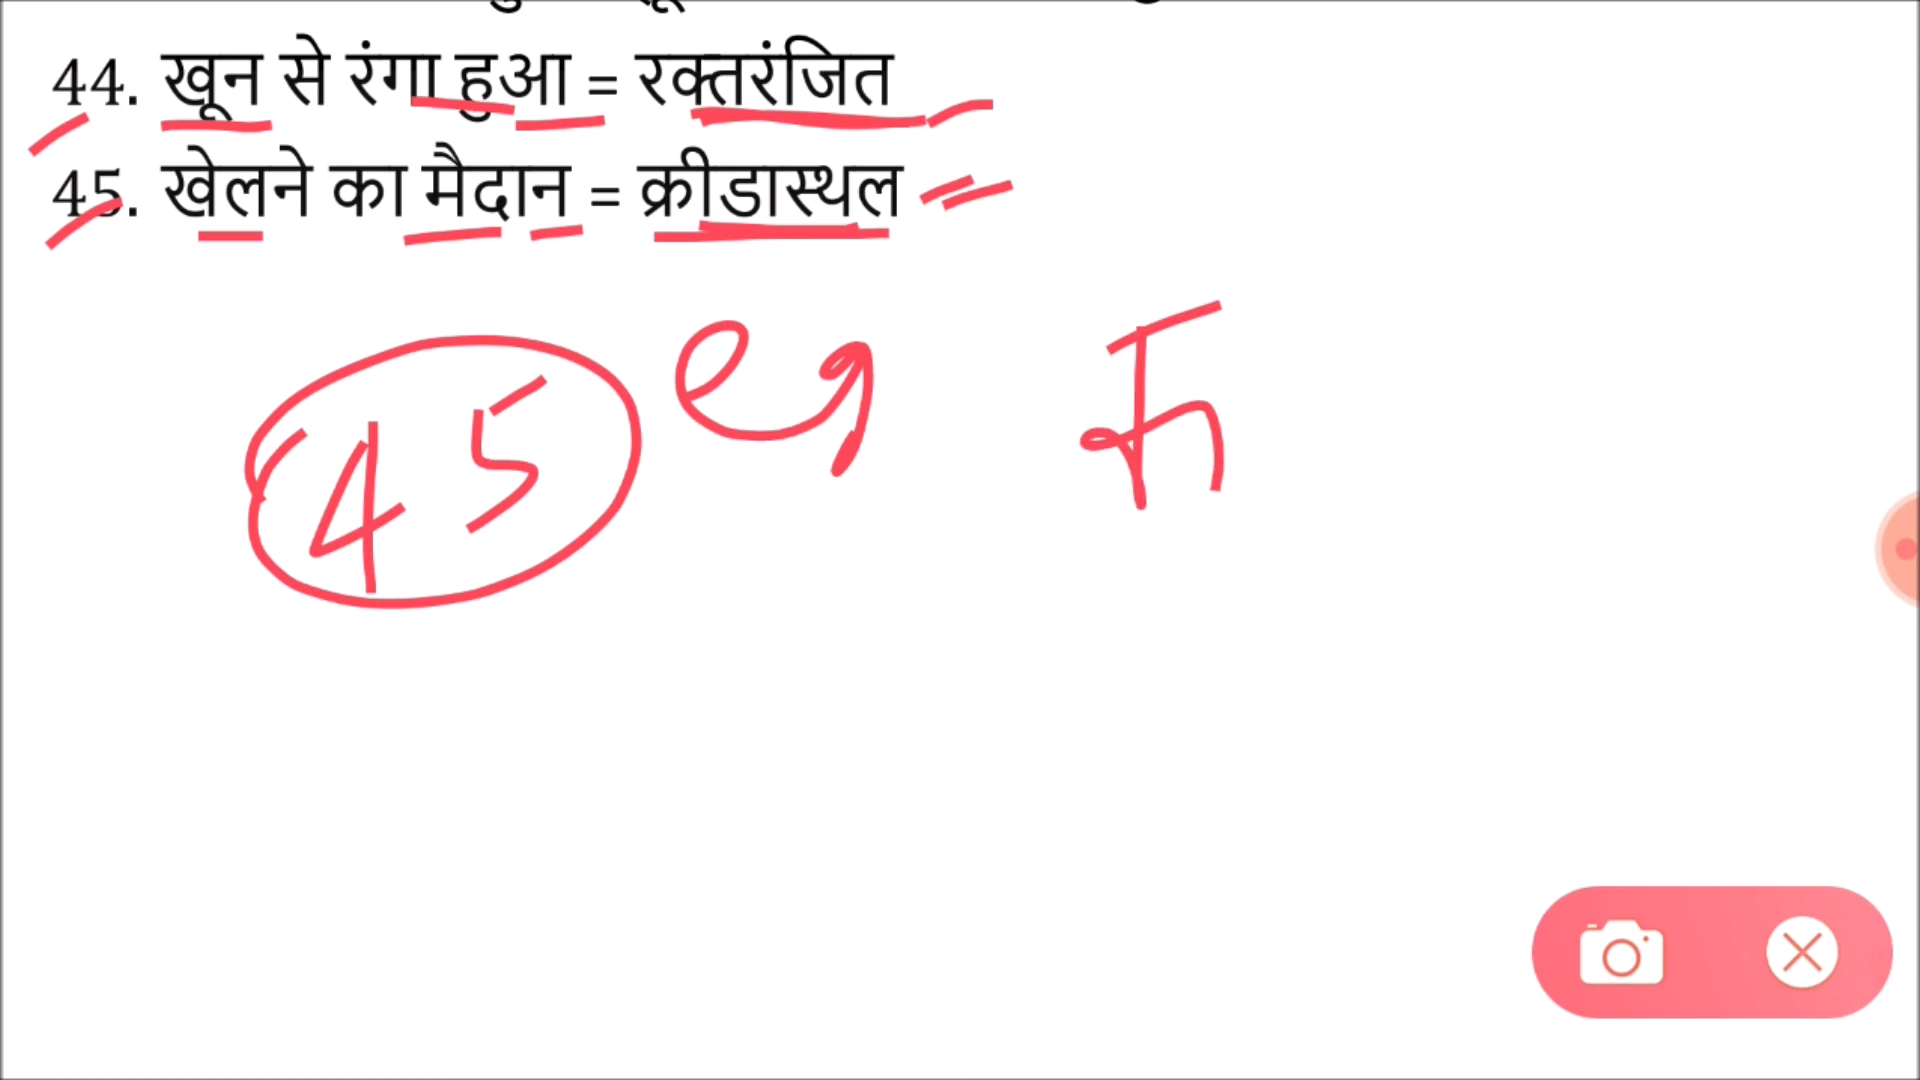 44. खून से रंगा हुआ = रक्तरंजित
45. खेलने का मैदान = क्रीडास्थल
45